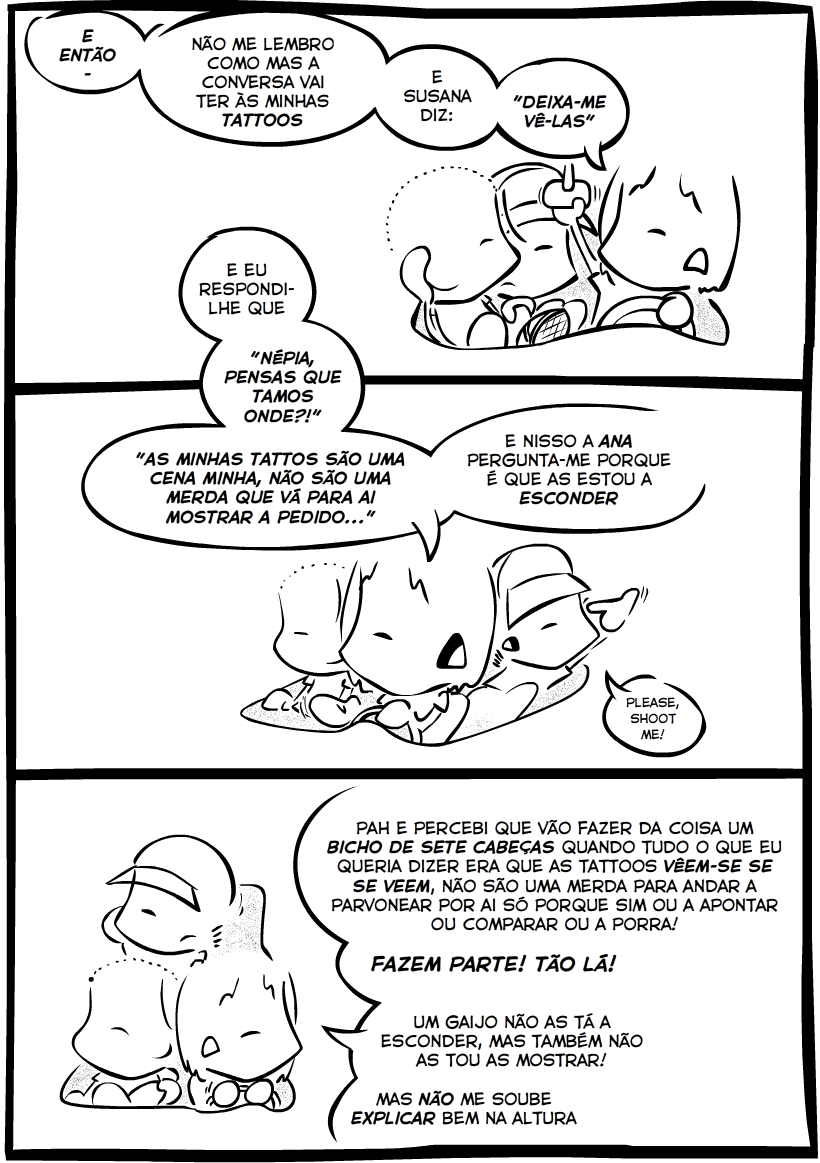 E
ENTÃO
-
NÃO ME LEMBRO
COMO MAS A
CONVERSA VAI
TER ÀS MINHAS
TATTOOS
E
SUSANA
DIZ:
"DEIXA-ME
VÊ-LAS"
E EU
RESPONDI-
LHE QUE
"NÉPIA,
PENSAS QUE
TAMOS
ONDE?!"
"AS MINHAS TATTOS SÃO UMA
CENA MINHA, NÃO SÃO UMA
MERDA QUE VÁ PARA AI
MOSTRAR A PEDIDO..."
E NISSO A ANA
PERGUNTA-ME PORQUE
É QUE AS ESTOU A
ESCONDER
PLEASE,
SHOOT
ME!
PAH E PERCEBI QUE VÃO FAZER DA COISA UM
BICHO DE SETE CABEÇAS QUANDO TUDO O QUE EU
QUERIA DIZER ERA QUE AS TATTOOS VÊEM-SE SE
SE VEEM, NÃO SÃO UMA MERDA PARA ANDAR A
PARVONEAR POR AI SÓ PORQUE SIM OU A APONTAR
OU COMPARAR OU A PORRA!
FAZEM PARTE! TÃO LÁ!
UM GAIJO NÃO AS TÁ A
ESCONDER, MAS TAMBÉM NÃO
AS TOU AS MOSTRAR!
MAS NÃO ME SOUBE
EXPLICAR BEM NA ALTURA